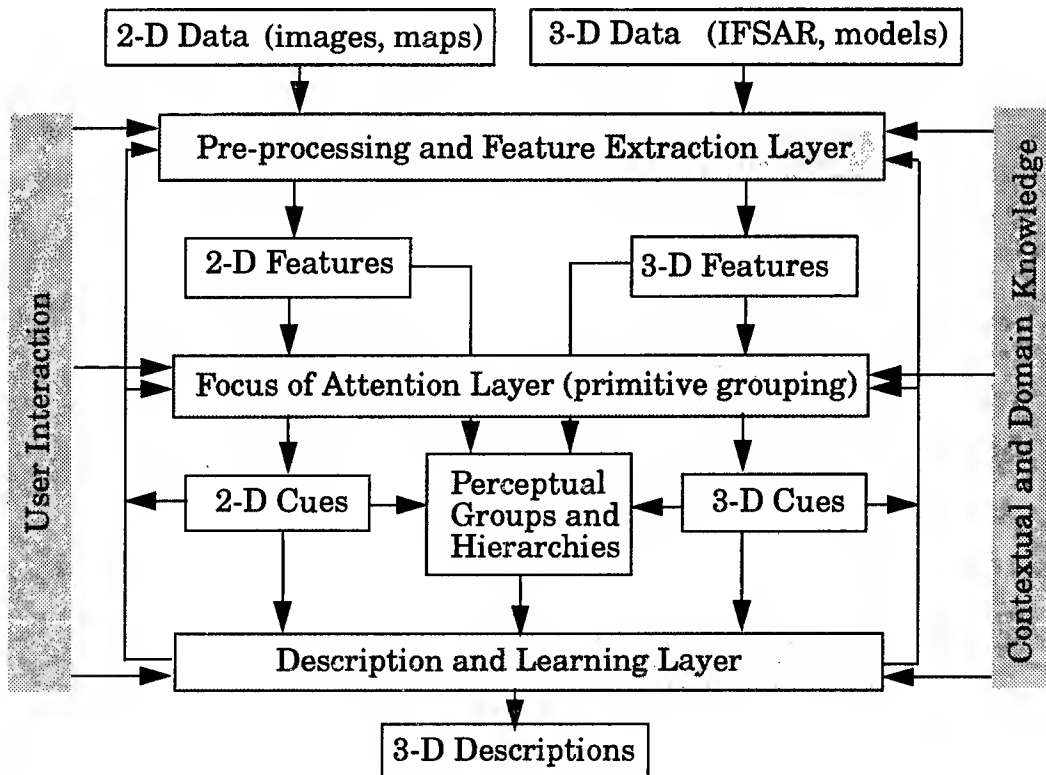 2-D Data (images, maps)
3-D Data (IFSAR, models)
Pre-processing and Feature Extraction Layer
2-D Features
3-D Features
User Interaction
Contextual and Domain Knowledge
Focus of Attention Layer (primitive grouping)
2-D Cues
Perceptual
Groups and
Hierarchies
3-D Cues
Description and Learning Layer
3-D Descriptions